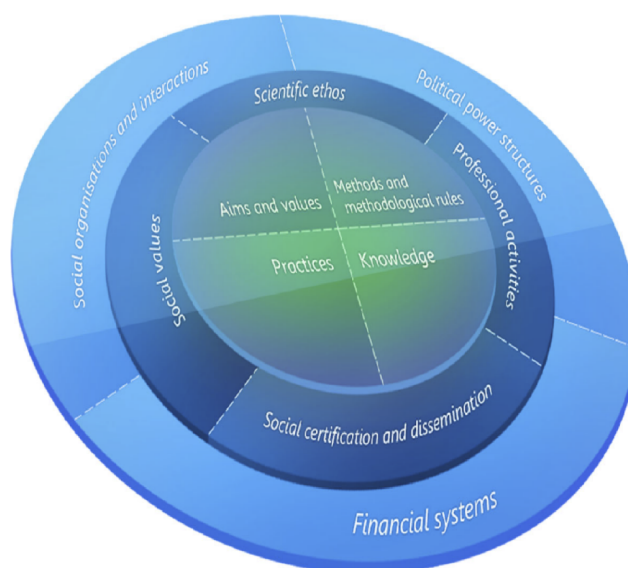 Social organisations and interactions
Political power structures
Scientific ethos
Professional activities
Social values
Aims and values
Methods and
methodological rules
Practices
Knowledge
Social certification and dissemination
Financial systems